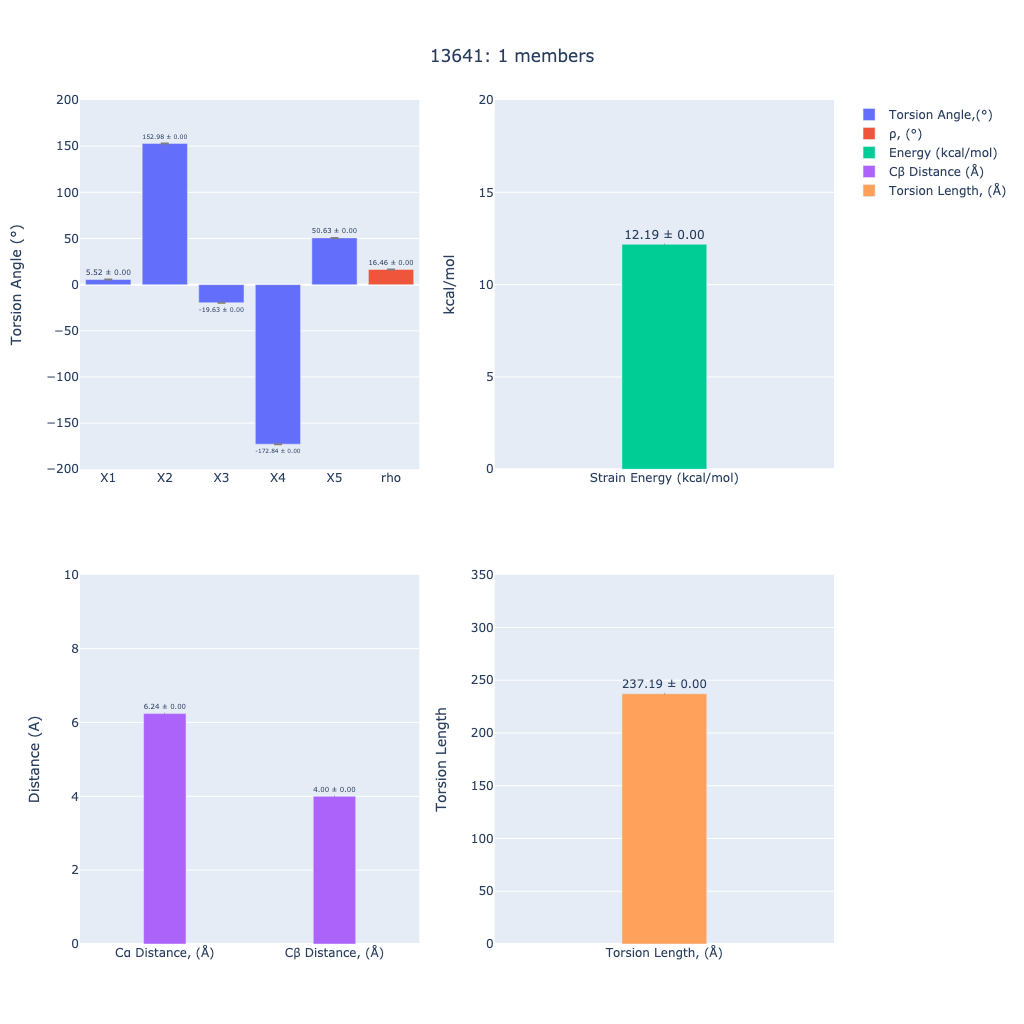 13641: 1 members
200
150
100
50
0
−50
−100
−150
−200
Torsion Angle (°)
5.52 ± 0.00
152.98 ± 0.00
-19.63 ± 0.00
-172.84 ± 0.00
50.63 ± 0.00
16.46 ± 0.00
X1 X2 X3 X4 X5 rho
20
15
10
5
0
kcal/mol
12.19 ± 0.00
Strain Energy (kcal/mol)
Torsion Angle,(°)
ρ, (°)
Energy (kcal/mol)
Cβ Distance (Å)
Torsion Length, (Å)
10
8
6
4
2
0
Distance (A)
6.24 ± 0.00
4.00 ± 0.00
Cα Distance, (Å) Cβ Distance, (Å)
350
300
250
200
150
100
50
0
Torsion Length
237.19 ± 0.00
Torsion Length, (Å)